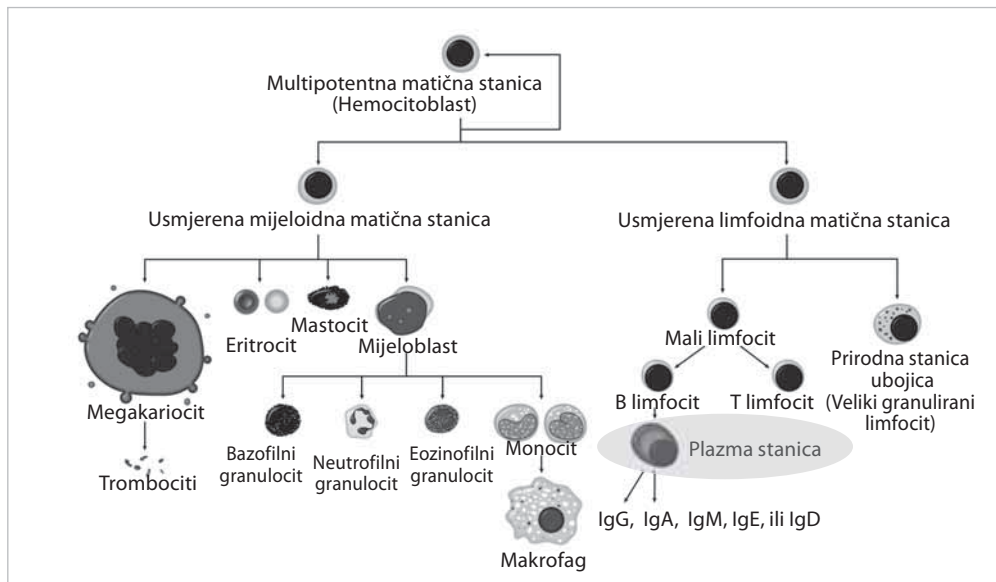 Multipotentna matična stanica
(Hemocitoblast)
Usmjerena mijeloidna matična stanica
Usmjerena limfoidna matična stanica
Megakariocit
Trombociti
Eritrocit
Mastocit
Mijeloblast
Bazofilni
granulocit
Neutrofilni
granulocit
Eozinofilni
granulocit
Monocit
Makrofag
Mali limfocit
Prirodna stanica
ubojica
(Veliki granulirani
limfocit)
B limfocit
T limfocit
Plazma stanica
IgG, IgA, IgM, IgE, ili IgD